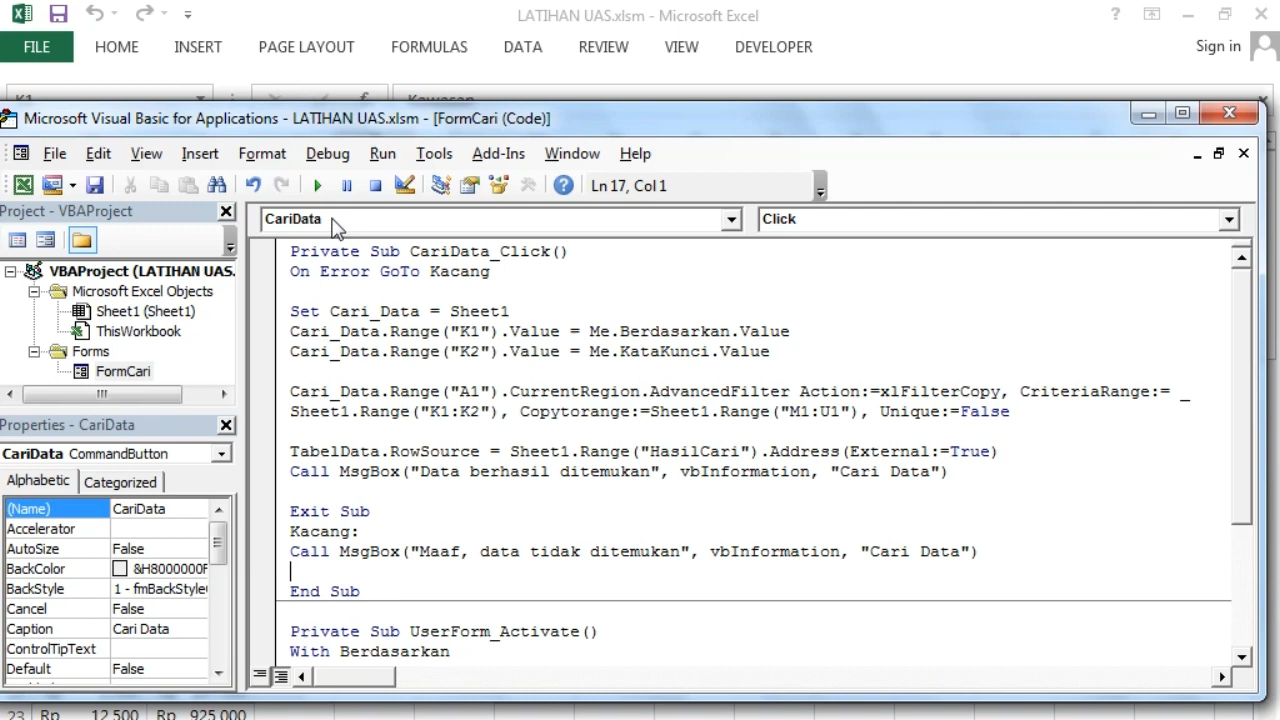 LATIHAN UAS.xlsm - Microsoft Excel
FILE HOME INSERT PAGE LAYOUT FORMULAS DATA REVIEW VIEW DEVELOPER Sign in
Microsoft Visual Basic for Applications - LATIHAN UAS.xlsm - [FormCari (Code)]
File Edit View Insert Format Debug Run Tools Add-Ins Window Help
Ln 17, Col 1
Project - VBAProject
CariData Click
VBAProject (LATIHAN UAS.
Microsoft Excel Objects
Sheet1 (Sheet1)
ThisWorkbook
Forms
FormCari
Properties - CariData
CariData CommandButton
Alphabetic Categorized
(Name) CariData
Accelerator
AutoSize False
BackColor &H8000000F
BackStyle 1 - fmBackStyle
Cancel False
Caption Cari Data
ControlTipText
Default False
Private Sub CariData_Click()
On Error GoTo Kacang
Set Cari_Data = Sheet1
Cari_Data.Range("K1").Value = Me.Berdasarkan.Value
Cari_Data.Range("K2").Value = Me.KataKunci.Value
Cari_Data.Range("A1").CurrentRegion.AdvancedFilter Action:=xlFilterCopy, CriteriaRange:= _
Sheet1.Range("K1:K2"), Copytorange:=Sheet1.Range("M1:U1"), Unique:=False
TabelData.RowSource = Sheet1.Range("HasilCari").Address(External:=True)
Call MsgBox("Data berhasil ditemukan", vbInformation, "Cari Data")
Exit Sub
Kacang:
Call MsgBox("Maaf, data tidak ditemukan", vbInformation, "Cari Data")
End Sub
Private Sub UserForm_Activate()
With Berdasarkan
23 Rp 12.500 Rp 925.000